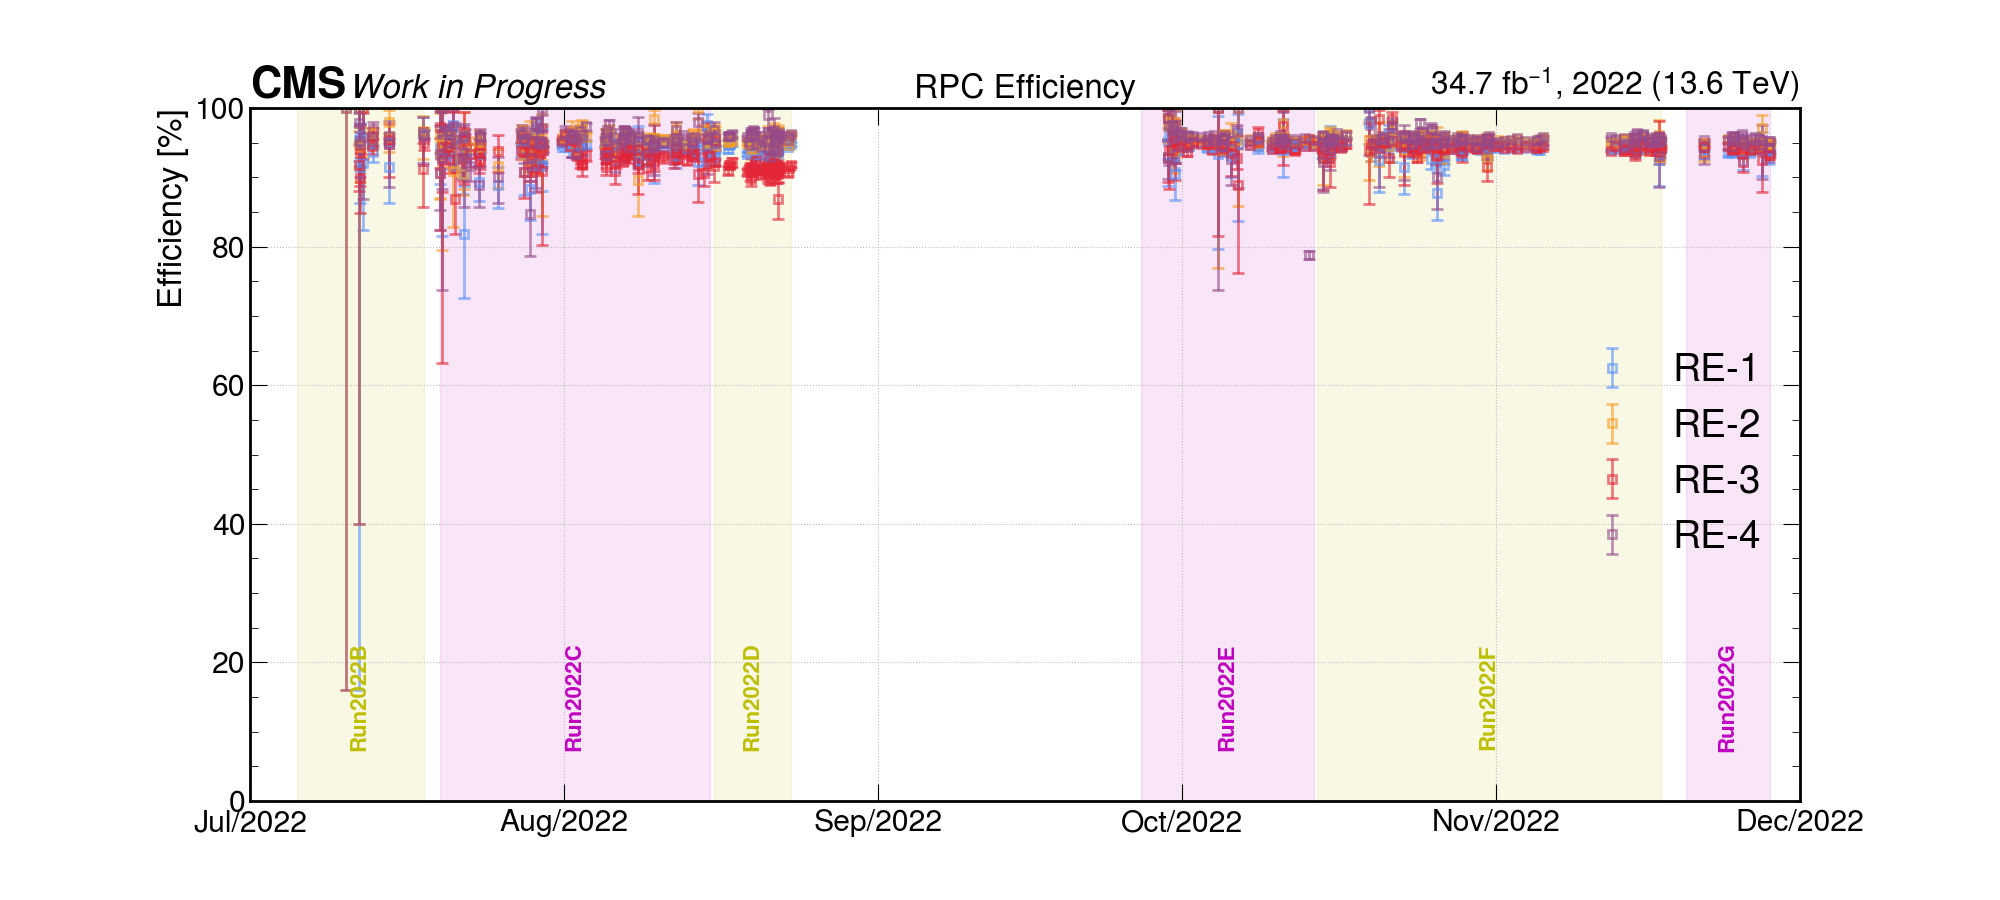 CMS Work in Progress
RPC Efficiency
34.7 fb⁻¹, 2022 (13.6 TeV)
Efficiency [%]
100
80
60
40
20
0
RE-1
RE-2
RE-3
RE-4
Run2022B
Run2022C
Run2022D
Run2022E
Run2022F
Run2022G
Jul/2022
Aug/2022
Sep/2022
Oct/2022
Nov/2022
Dec/2022